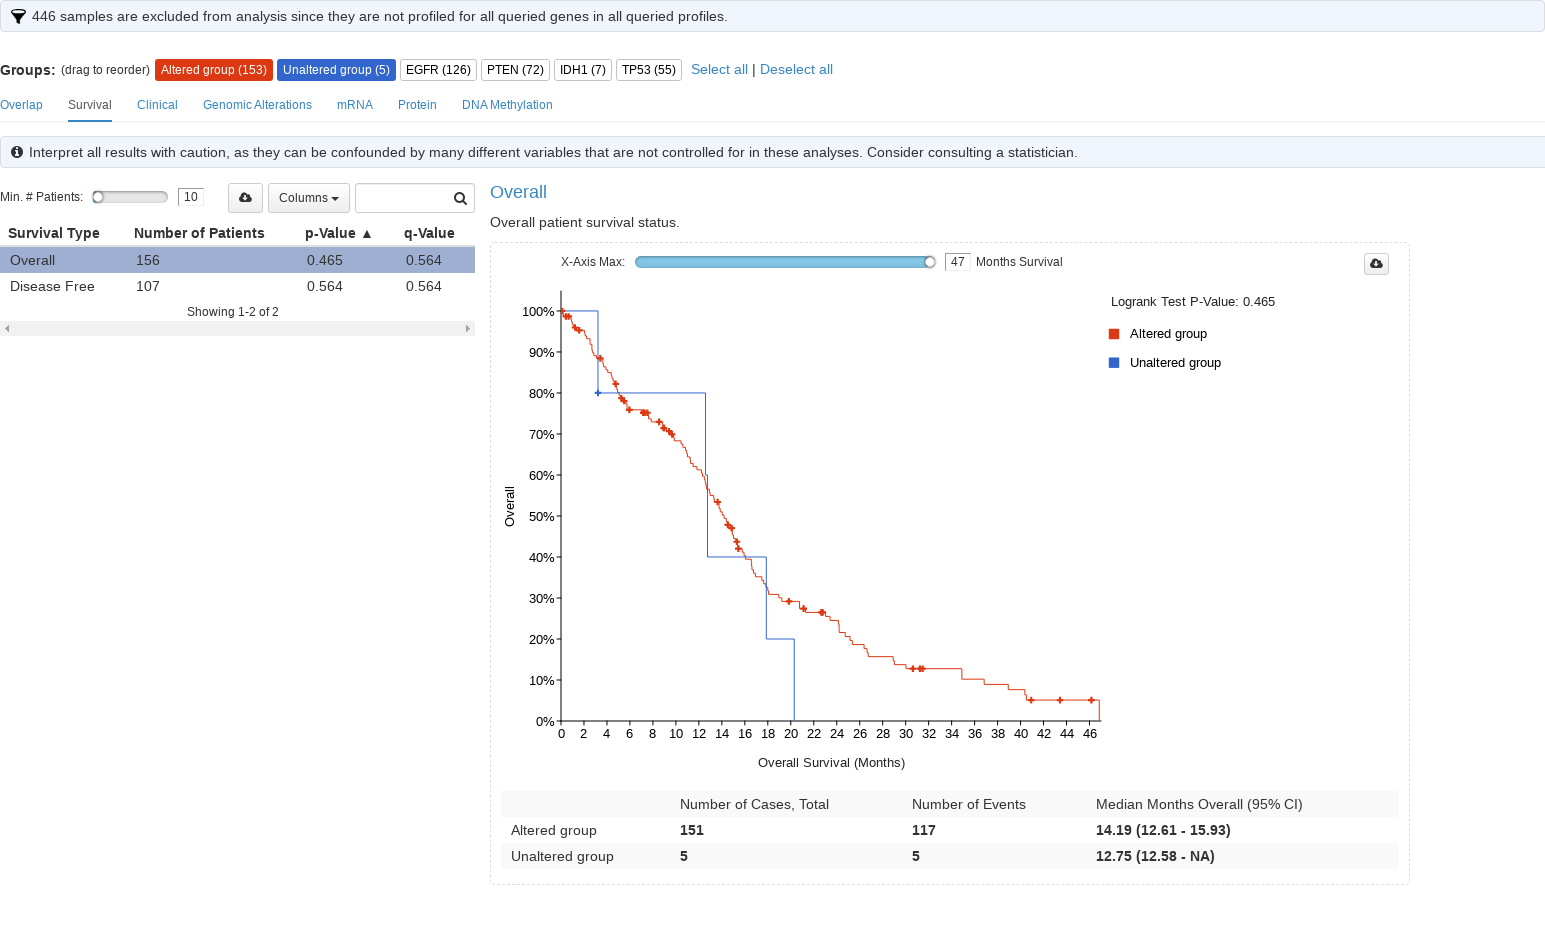 446 samples are excluded from analysis since they are not profiled for all queried genes in all queried profiles.
Groups: (drag to reorder) Altered group (153) Unaltered group (5) EGFR (126) PTEN (72) IDH1 (7) TP53 (55) Select all | Deselect all
Overlap Survival Clinical Genomic Alterations mRNA Protein DNA Methylation
Interpret all results with caution, as they can be confounded by many different variables that are not controlled for in these analyses. Consider consulting a statistician.
Min. # Patients: 10 Columns
Survival Type Number of Patients p-Value ▲ q-Value
Overall 156 0.465 0.564
Disease Free 107 0.564 0.564
Showing 1-2 of 2
Overall
Overall patient survival status.
X-Axis Max: 47 Months Survival
Logrank Test P-Value: 0.465
Altered group
Unaltered group
100%
90%
80%
70%
60%
50%
40%
30%
20%
10%
0%
Overall
0 2 4 6 8 10 12 14 16 18 20 22 24 26 28 30 32 34 36 38 40 42 44 46
Overall Survival (Months)
Number of Cases, Total Number of Events Median Months Overall (95% CI)
Altered group 151 117 14.19 (12.61 - 15.93)
Unaltered group 5 5 12.75 (12.58 - NA)